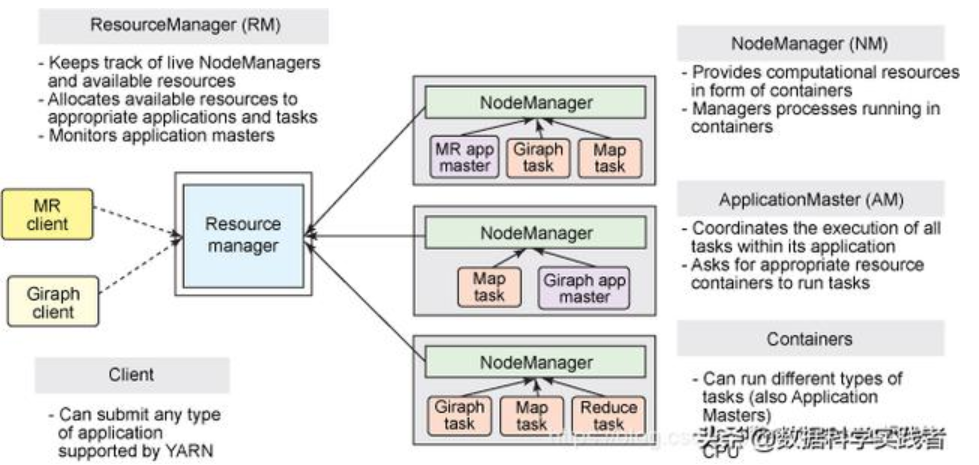 ResourceManager (RM)
- Keeps track of live NodeManagers
and available resources
- Allocates available resources to
appropriate applications and tasks
- Monitors application masters
MR
client
Giraph
client
Resource
manager
Client
- Can submit any type
of application
supported by YARN
NodeManager
MR app
master
Giraph
task
Map
task
NodeManager
Map
task
Giraph app
master
NodeManager
Giraph
task
Map
task
Reduce
task
NodeManager (NM)
- Provides computational resources
in form of containers
- Managers processes running in
containers
ApplicationMaster (AM)
- Coordinates the execution of all
tasks within its application
- Asks for appropriate resource
containers to run tasks
Containers
- Can run different types of
tasks (also Application
Masters)
CPU
头条 @数据科学实践者